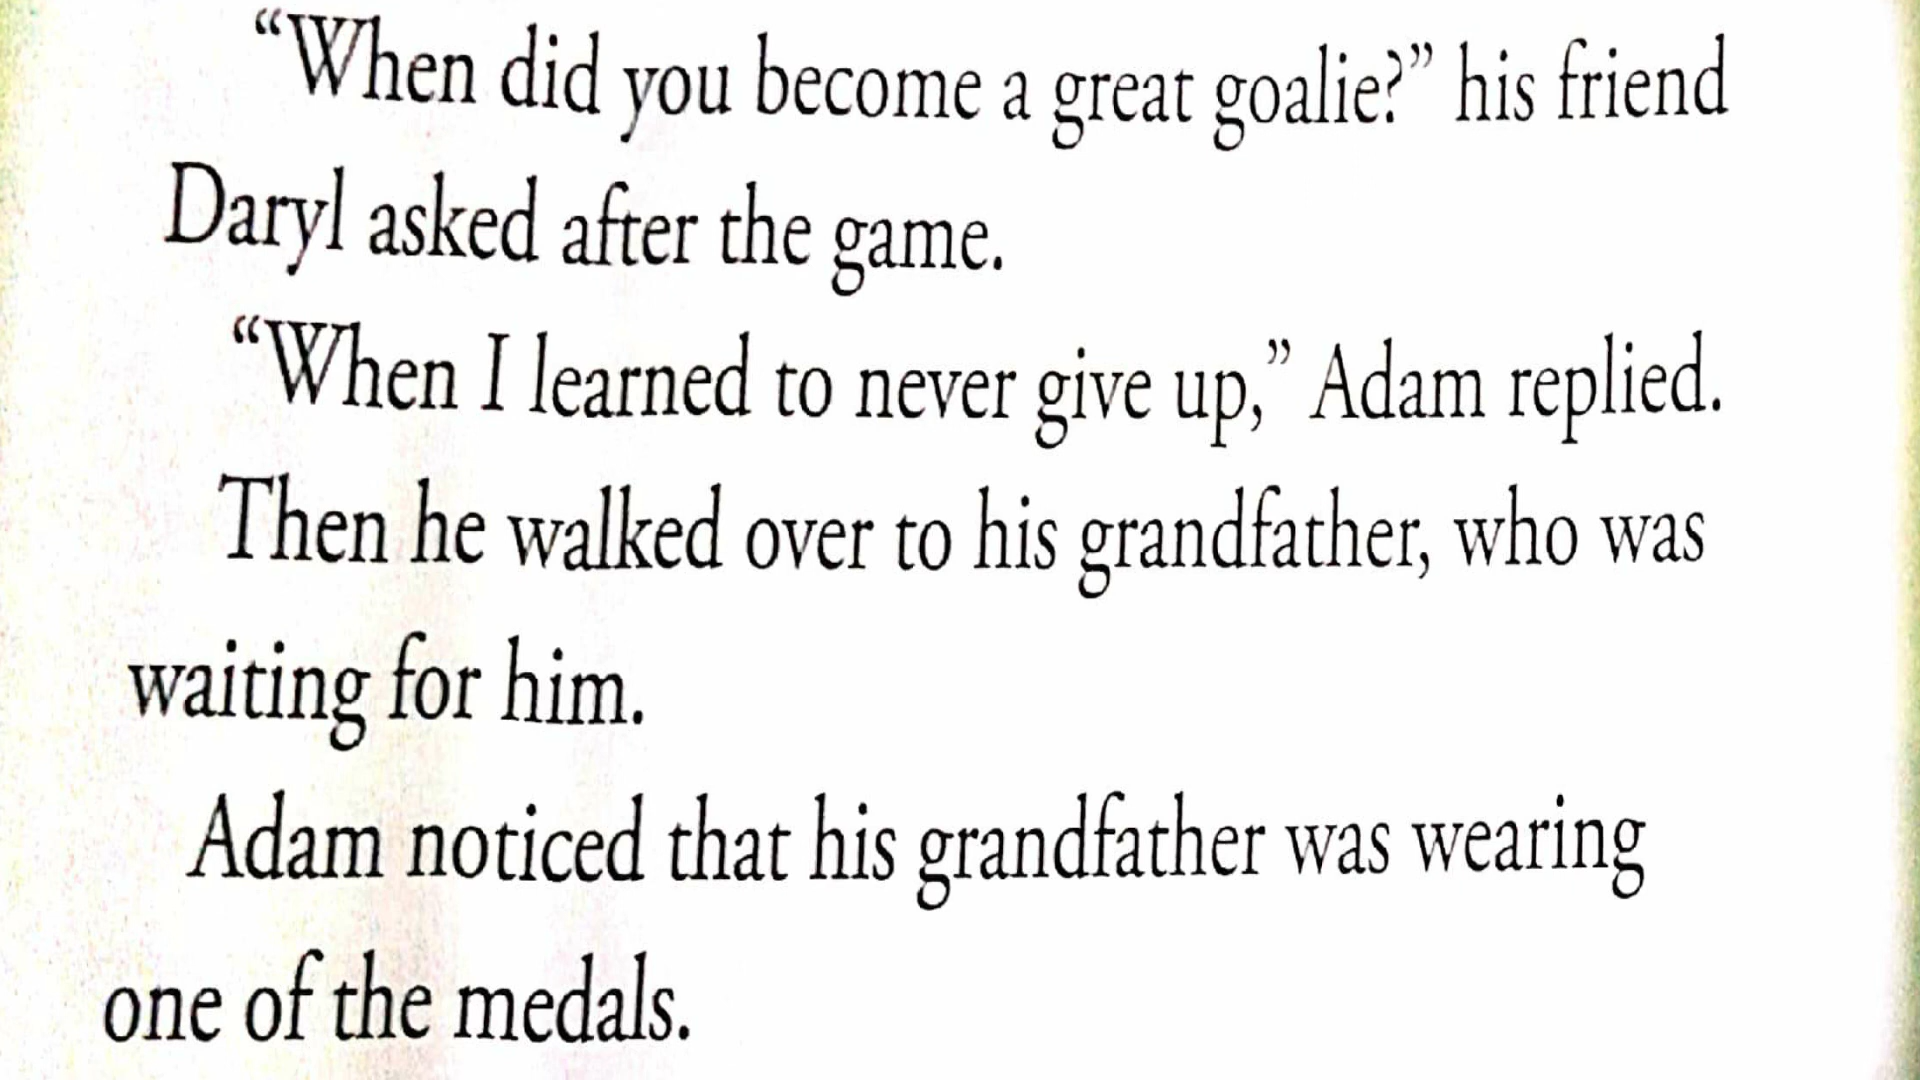 “When did you become a great goalie?” his friend
Daryl asked after the game.
“When I learned to never give up,” Adam replied.
Then he walked over to his grandfather, who was
waiting for him.
Adam noticed that his grandfather was wearing
one of the medals.